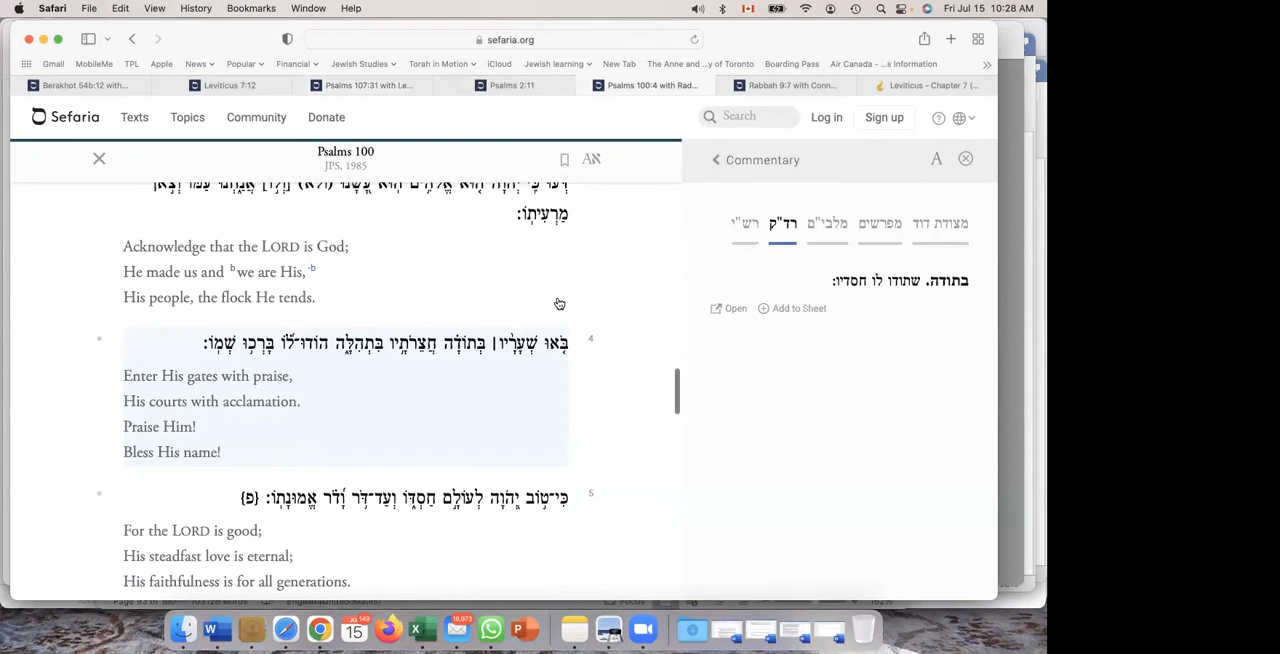 Safari File Edit View History Bookmarks Window Help Fri Jul 15 10:28 AM
sefaria.org
Gmail MobileMe TPL Apple News Popular Financial Jewish Studies Torah in Motion iCloud Jewish learning New Tab The Anne and ...y of Toronto Boarding Pass Air Canada - ...s Information
Berakhot 54b:12 with... Leviticus 7:12 Psalms 107:31 with Le... Psalms 2:11 Psalms 100:4 with Rad... Rabbah 9:7 with Conn... Leviticus - Chapter 7 (...
Sefaria Texts Topics Community Donate Search Log in Sign up
Psalms 100
JPS, 1985
Commentary
מַרְעִיתֽוֹ׃
Acknowledge that the LORD is God;
He made us and b we are His, -b
His people, the flock He tends.
4
בֹּ֤אוּ שְׁעָרָ֨יו׀ בְּתוֹדָ֗ה חֲצֵרֹתָ֥יו בִּתְהִלָּ֑ה הוֹדוּ־ל֝֗וֹ בָּרְכ֥וּ שְׁמֽוֹ׃
Enter His gates with praise,
His courts with acclamation.
Praise Him!
Bless His name!
5
כִּי־ט֣וֹב יְ֭הֹוָה לְעוֹלָ֣ם חַסְדּ֑וֹ וְעַד־דֹּ֥ר וָ֝דֹ֗ר אֱמוּנָתֽוֹ׃ {פ}
For the LORD is good;
His steadfast love is eternal;
His faithfulness is for all generations.
מצודת דוד מפרשים מלבי"ם רד"ק רש"י
בתודה. שתודו לו חסדיו:
Open Add to Sheet